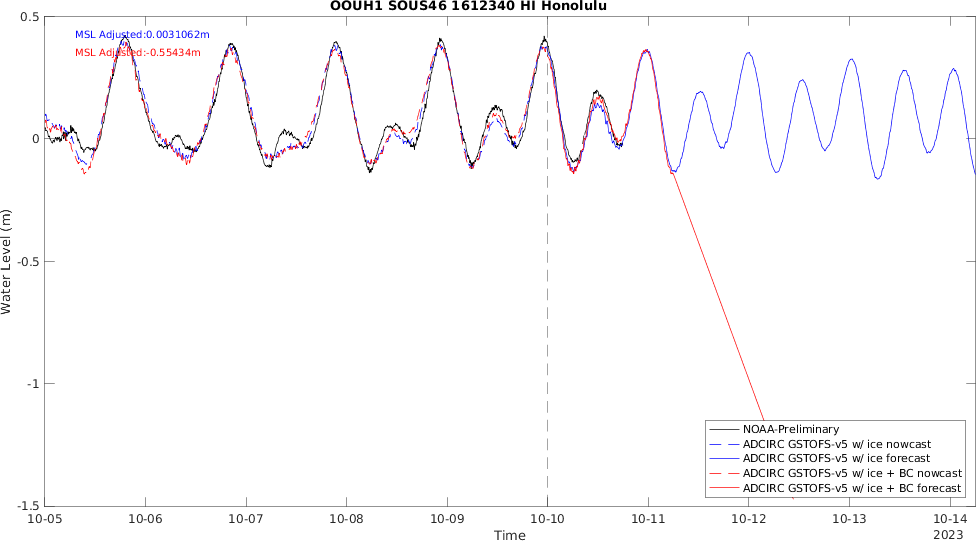 OOUH1 SOUS46 1612340 HI Honolulu
MSL Adjusted:0.0031062m
MSL Adjusted:-0.55434m
0.5
0
-0.5
-1
-1.5
Water Level (m)
NOAA-Preliminary
ADCIRC GSTOFS-v5 w/ ice nowcast
ADCIRC GSTOFS-v5 w/ ice forecast
ADCIRC GSTOFS-v5 w/ ice + BC nowcast
ADCIRC GSTOFS-v5 w/ ice + BC forecast
10-05 10-06 10-07 10-08 10-09 10-10 10-11 10-12 10-13 10-14
Time
2023